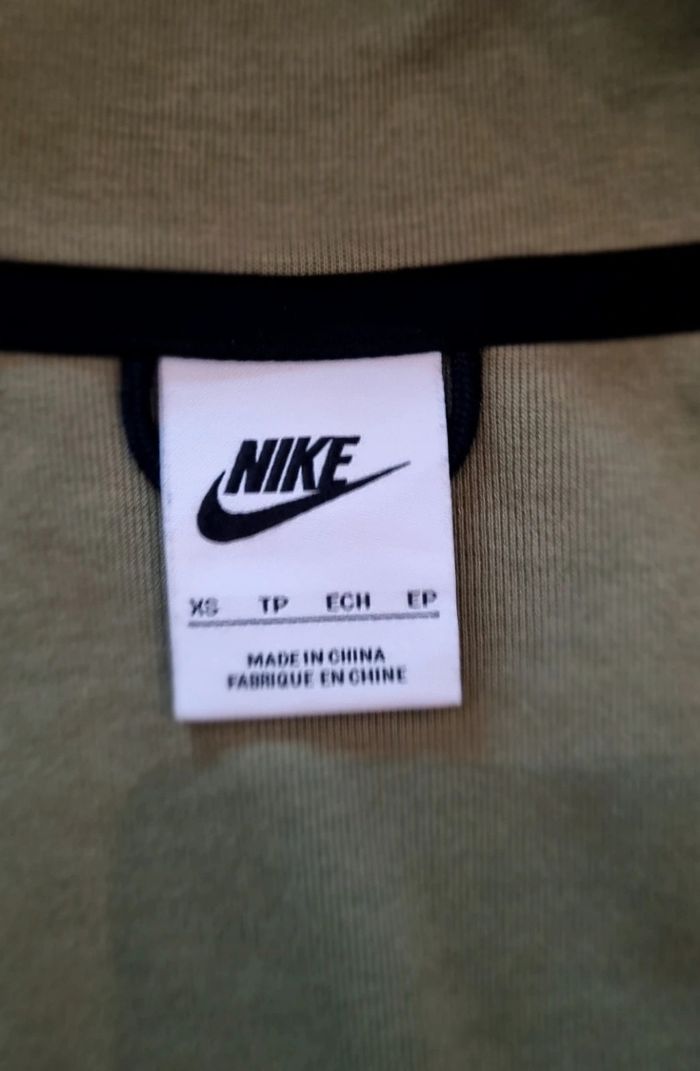 NIKE
XS TP ECH EP
MADE IN CHINA
FABRIQUE EN CHINE